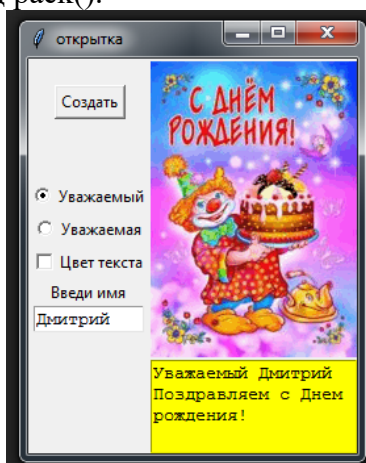 pack().
открытка
Создать
С ДНЁМ
РОЖДЕНИЯ!
Уважаемый
Уважаемая
Цвет текста
Введи имя
Дмитрий
Уважаемый Дмитрий
Поздравляем с Днем
рождения!